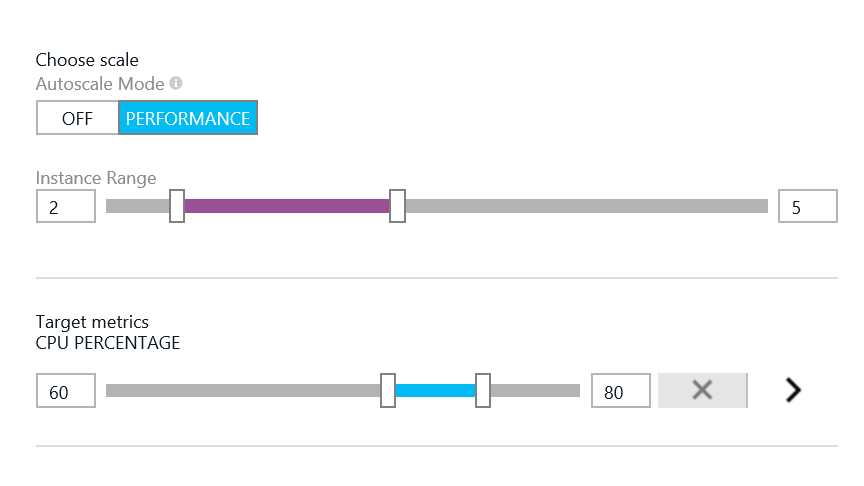 Choose scale
Autoscale Mode
OFF PERFORMANCE
Instance Range
2 5
Target metrics
CPU PERCENTAGE
60 80